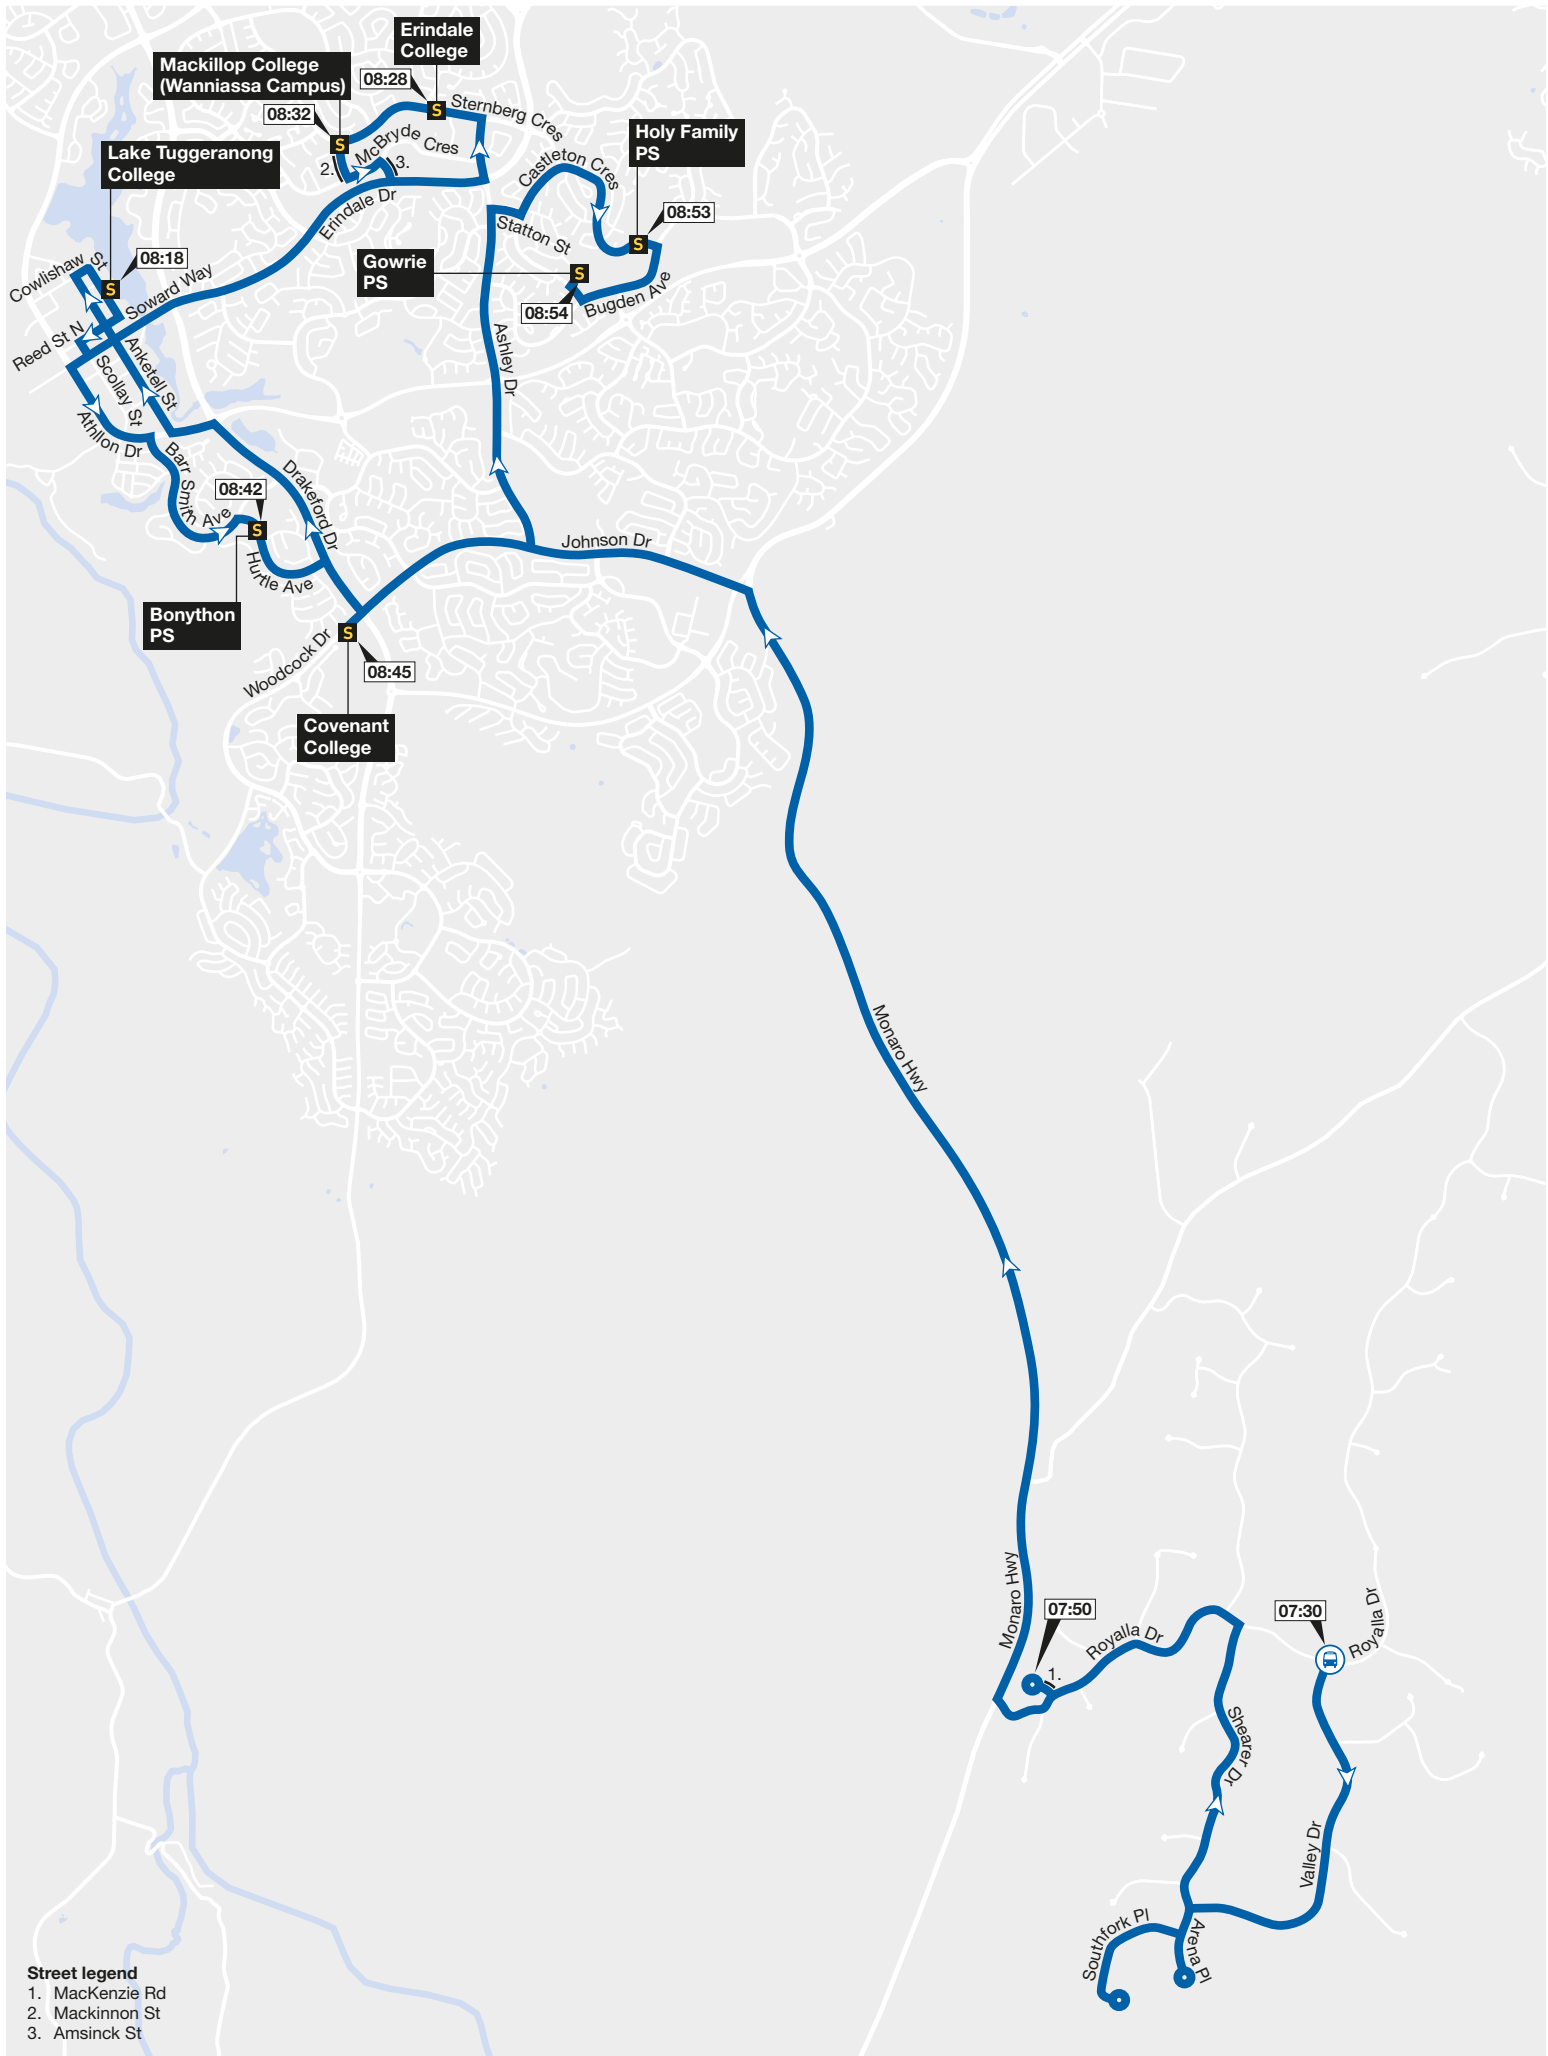 Erindale
College
Mackillop College
(Wanniassa Campus)
08:28
08:32
Sternberg Cres
McBryde Cres
2.
3.
Holy Family
PS
Lake Tuggeranong
College
Castleton Cres
Erindale Dr
08:53
Statton St
Cowlishaw St
08:18
Soward Way
Gowrie
PS
Bugden Ave
08:54
Reed St N
Anketell St
Scollay St
Ashley Dr
Athllon Dr
Barr Smith Ave
08:42
Drakeford Dr
Johnson Dr
Hurtle Ave
Bonython
PS
Woodcock Dr
08:45
Covenant
College
Monaro Hwy
Monaro Hwy
07:50
07:30
1.
Royalla Dr
Royalla Dr
Shearer Dr
Valley Dr
Southfork Pl
Arena Pl
Street legend
1. MacKenzie Rd
2. Mackinnon St
3. Amsinck St
S
S
S
S
S
S
S